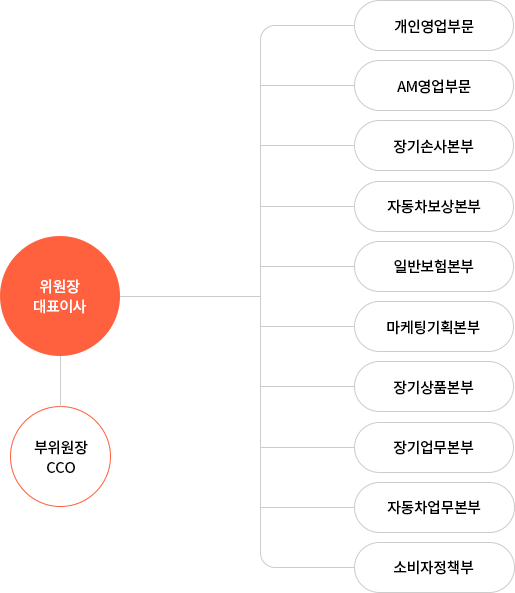 위원장
대표이사
부위원장
CCO
개인영업부문
AM영업부문
장기손사본부
자동차보상본부
일반보험본부
마케팅기획본부
장기상품본부
장기업무본부
자동차업무본부
소비자정책부